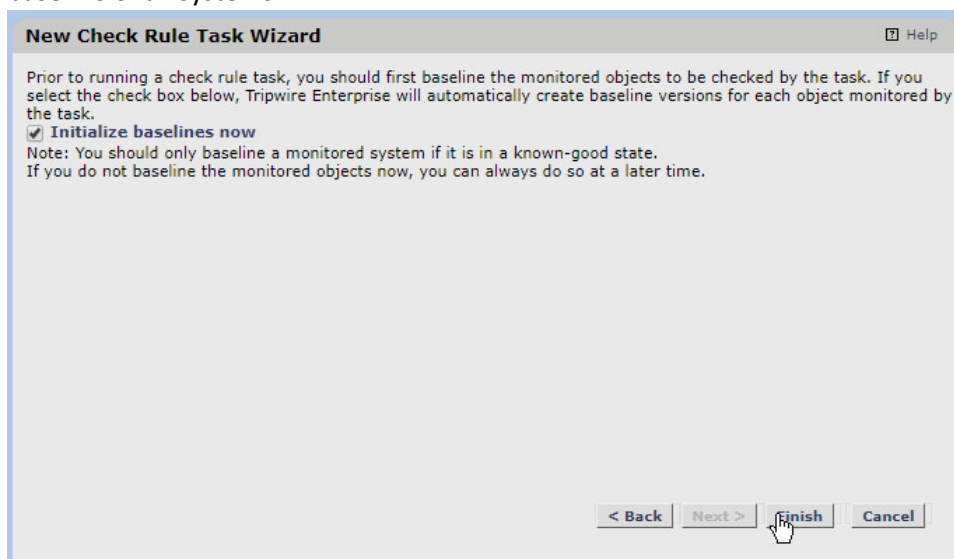 New Check Rule Task Wizard
? Help
Prior to running a check rule task, you should first baseline the monitored objects to be checked by the task. If you
select the check box below, Tripwire Enterprise will automatically create baseline versions for each object monitored by
the task.
Initialize baselines now
Note: You should only baseline a monitored system if it is in a known-good state.
If you do not baseline the monitored objects now, you can always do so at a later time.
< Back Next > Finish Cancel